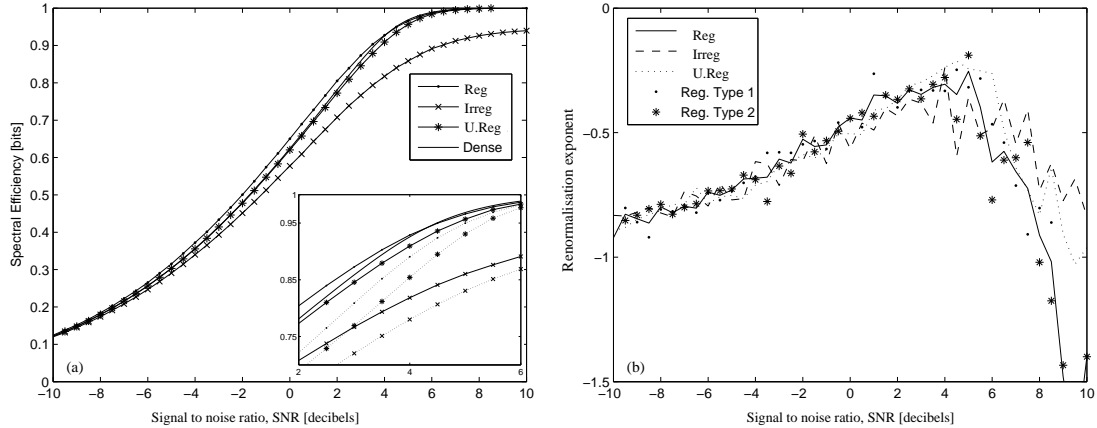 1
0.9
0.8
0.7
0.6
0.5
0.4
0.3
0.2
0.1
0
Spectral Efficiency [bits]
Reg
Irreg
U.Reg
Dense
0.95
0.85
0.75
1
2 4 6
(a)
−10 −8 −6 −4 −2 0 2 4 6 8 10
Signal to noise ratio, SNR [decibels]
−0
−0.5
−1
−1.5
Renormalisation exponent
Reg
Irreg
U.Reg
Reg. Type 1
Reg. Type 2
(b)
−10 −8 −6 −4 −2 0 2 4 6 8 10
Signal to noise ratio, SNR [decibels]